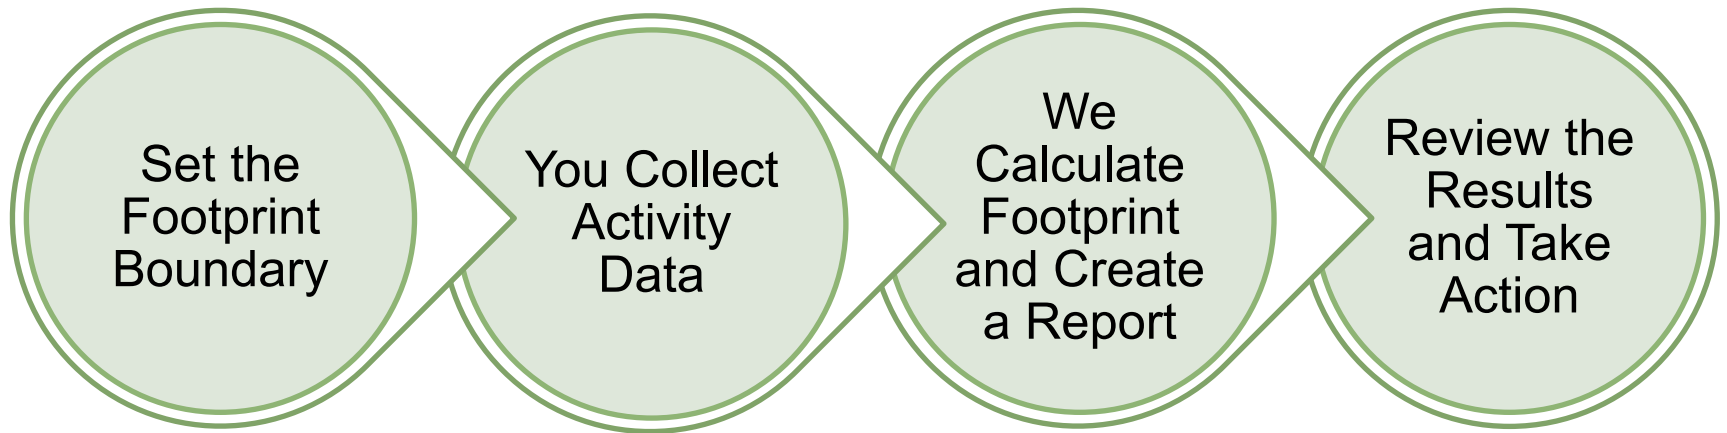 Set the
Footprint
Boundary
You Collect
Activity
Data
We
Calculate
Footprint
and Create
a Report
Review the
Results
and Take
Action